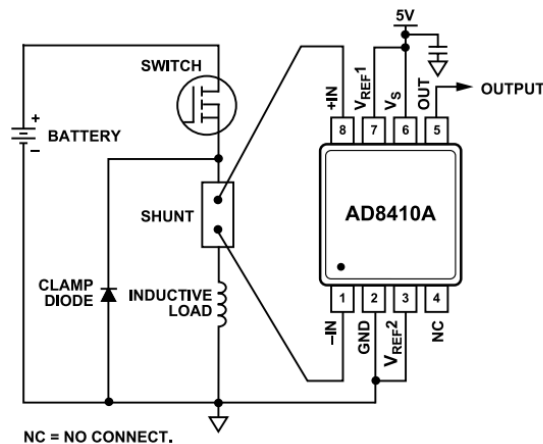 5V
SWITCH
+
BATTERY
−
SHUNT
CLAMP
DIODE
INDUCTIVE
LOAD
+IN
VREF1
VS
OUT
OUTPUT
8
7
6
5
AD8410A
1
2
3
4
−IN
GND
VREF2
NC
NC = NO CONNECT.